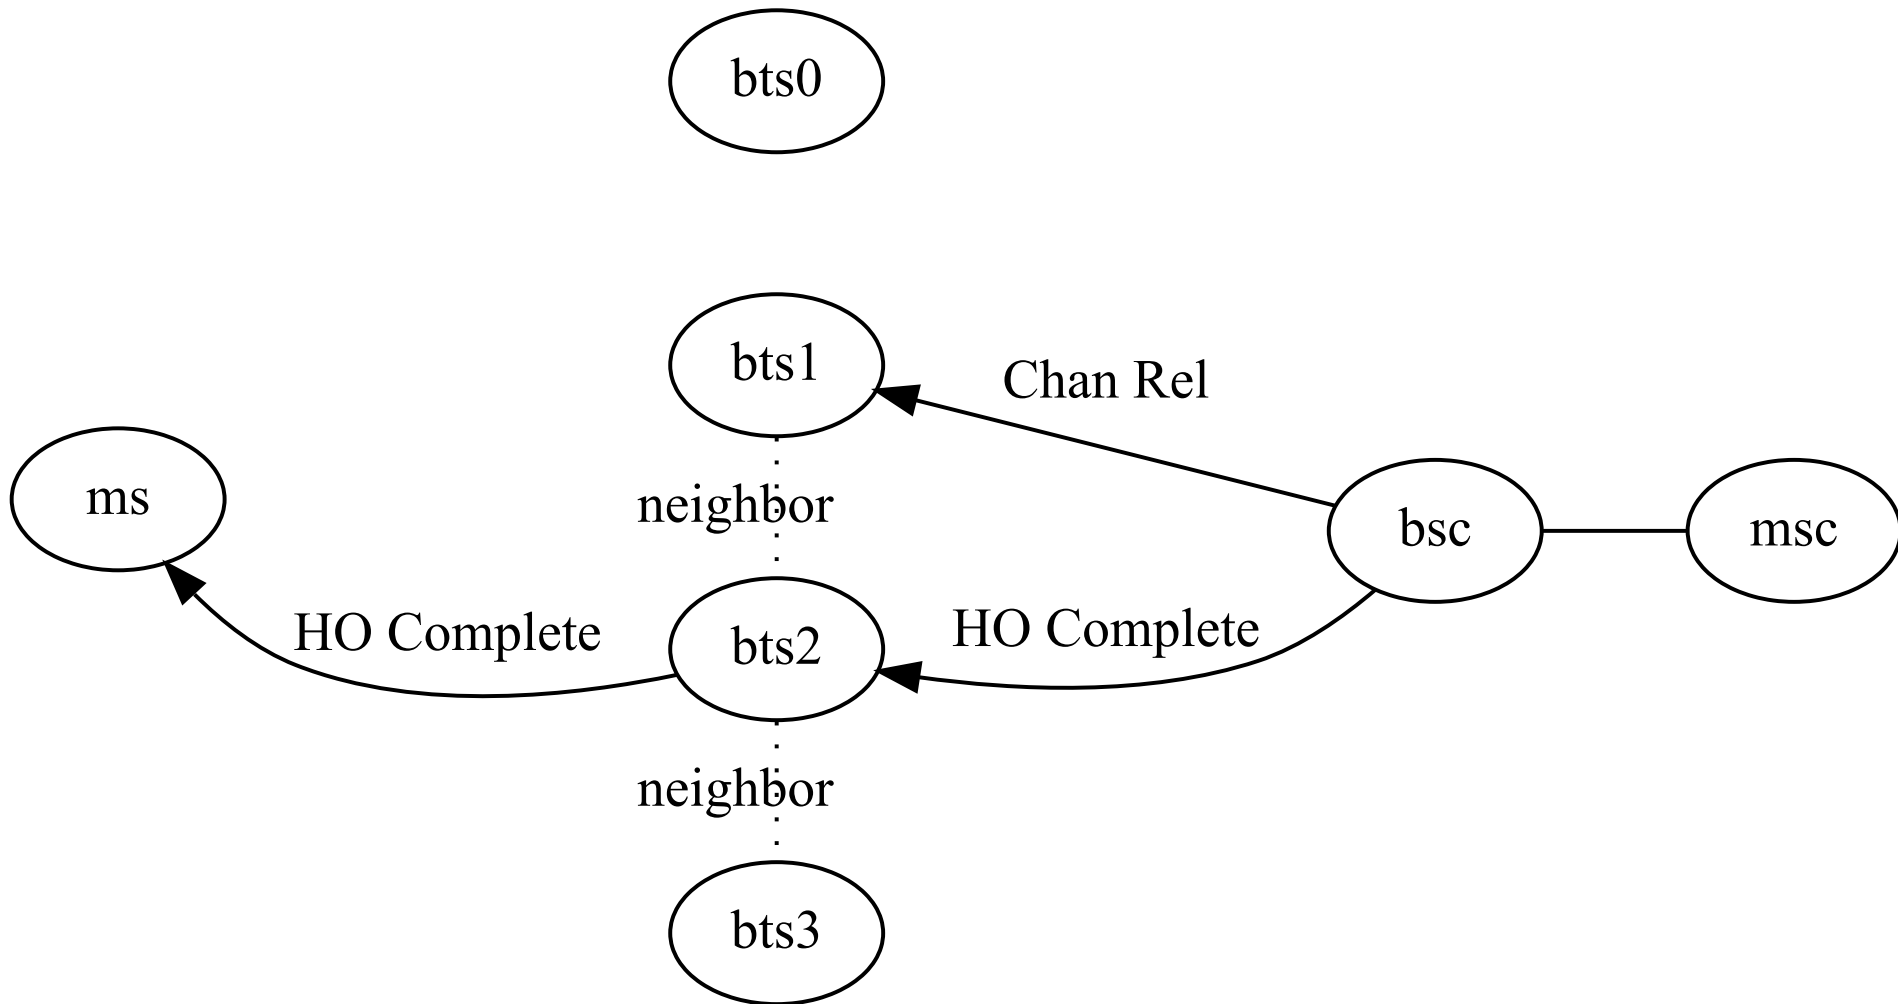 bts0
bts1
Chan Rel
ms
neighbor
bsc
msc
HO Complete
bts2
HO Complete
neighbor
bts3